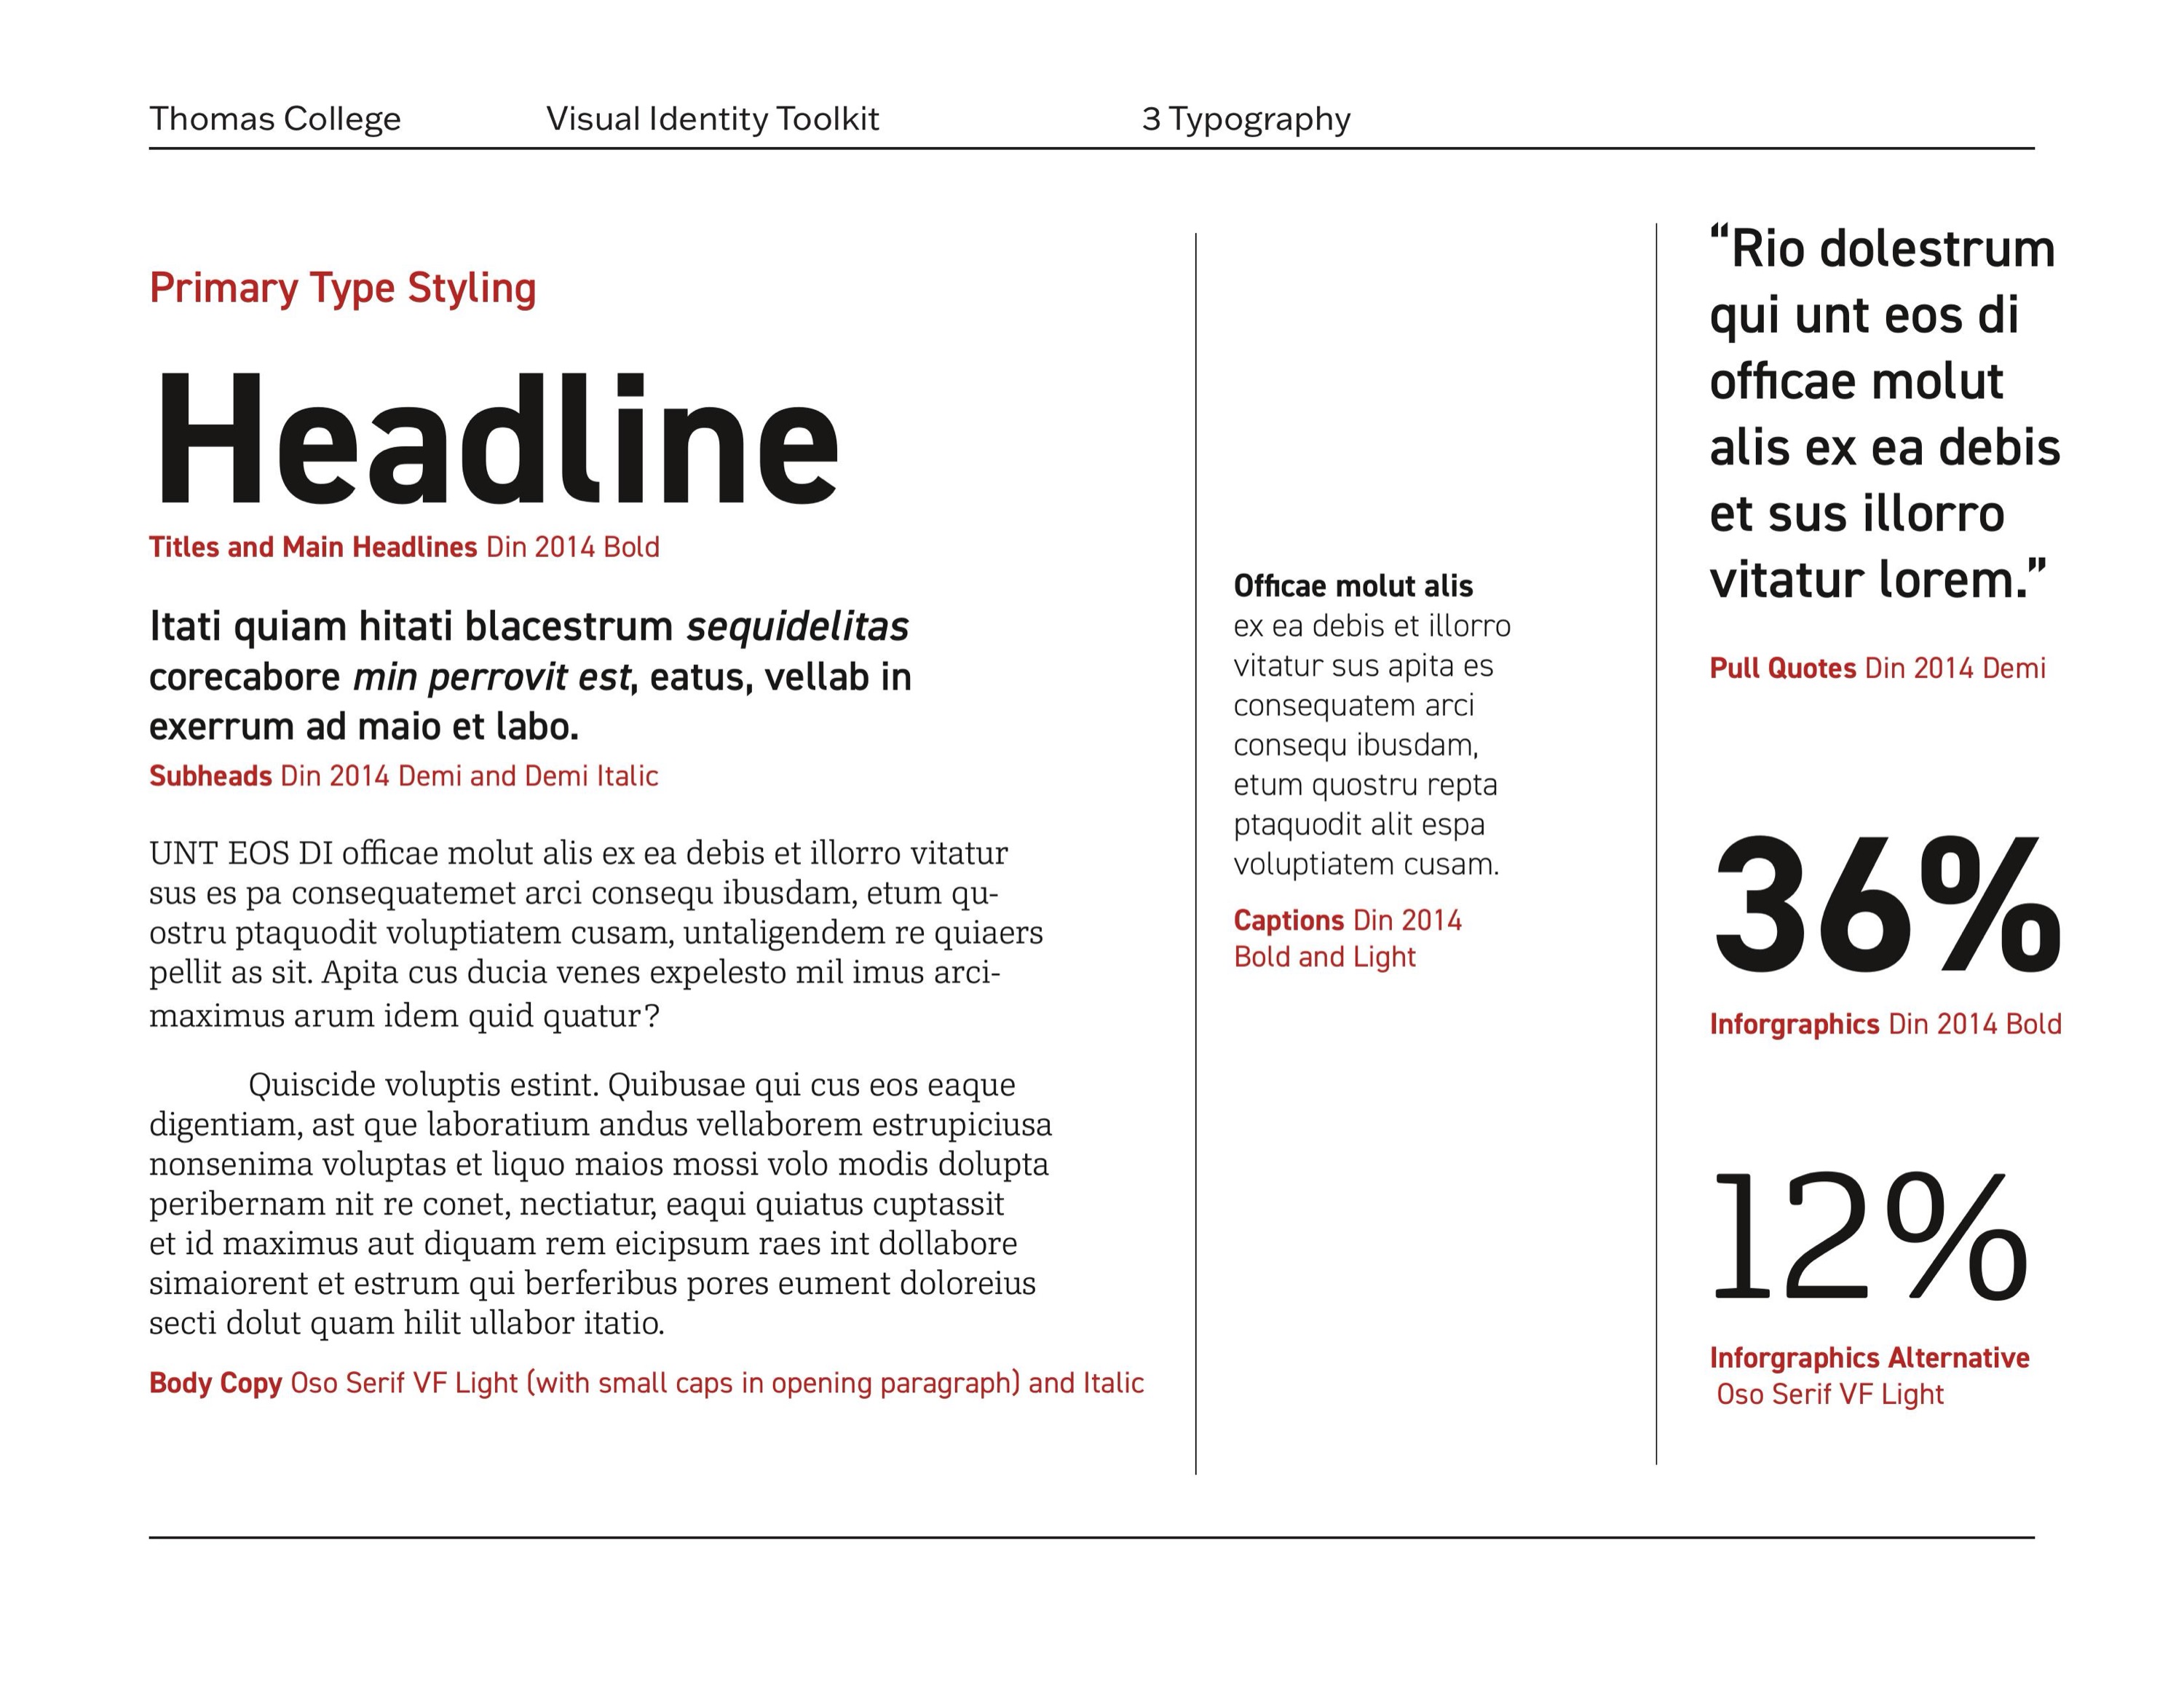 Thomas College Visual Identity Toolkit 3 Typography
Primary Type Styling
Headline
Titles and Main Headlines Din 2014 Bold
Itati quiam hitati blacestrum sequidelitas
corecabore min perrovit est, eatus, vellab in
exerrum ad maio et labo.
Subheads Din 2014 Demi and Demi Italic
UNT EOS DI officae molut alis ex ea debis et illorro vitatur
sus es pa consequatemet arci consequ ibusdam, etum qu-
ostru ptaquodit voluptiatem cusam, untaligendem re quiaers
pellit as sit. Apita cus ducia venes expelesto mil imus arci-
maximus arum idem quid quatur?
Quiscide voluptis estint. Quibusae qui cus eos eaque
digentiam, ast que laboratium andus vellaborem estrupiciusa
nonsenima voluptas et liquo maios mossi volo modis dolupta
peribernam nit re conet, nectiatur, eaqui quiatus cuptassit
et id maximus aut diquam rem eicipsum raes int dollabore
simaiorent et estrum qui berferibus pores eument doloreius
secti dolut quam hilit ullabor itatio.
Body Copy Oso Serif VF Light (with small caps in opening paragraph) and Italic
Officae molut alis
ex ea debis et illorro
vitatur sus apita es
consequatem arci
consequ ibusdam,
etum quostru repta
ptaquodit alit espa
voluptiatem cusam.
Captions Din 2014
Bold and Light
“Rio dolestrum
qui unt eos di
officae molut
alis ex ea debis
et sus illorro
vitatur lorem.”
Pull Quotes Din 2014 Demi
36%
Inforgraphics Din 2014 Bold
12%
Inforgraphics Alternative
Oso Serif VF Light